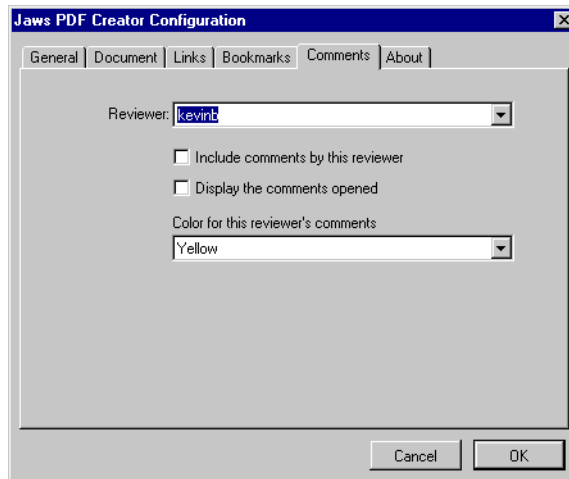 Jaws PDF Creator Configuration
General Document Links Bookmarks Comments About
Reviewer: kevinb
Include comments by this reviewer
Display the comments opened
Color for this reviewer's comments
Yellow
Cancel OK